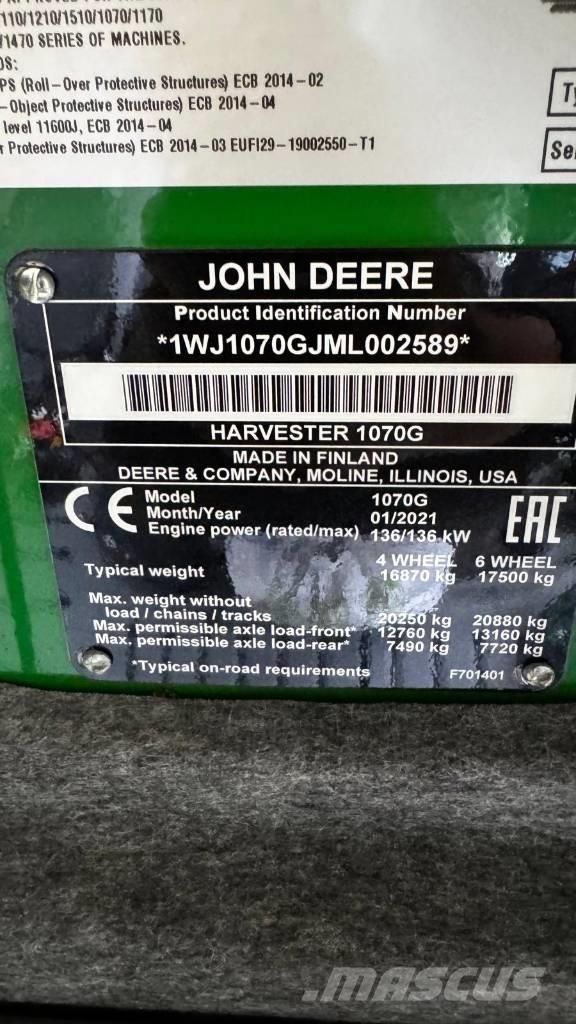 110/1210/1510/1070/1170
/1470 SERIES OF MACHINES.
DS:
PS (Roll-Over Protective Structures) ECB 2014-02
-Object Protective Structures) ECB 2014-04
level 11600J, ECB 2014-04
r Protective Structures) ECB 2014-03 EUFI29-19002550-T1
Ty
Se
JOHN DEERE
Product Identification Number
*1WJ1070GJML002589*
HARVESTER 1070G
MADE IN FINLAND
DEERE & COMPANY, MOLINE, ILLINOIS, USA
CE
Model 1070G
Month/Year 01/2021
Engine power (rated/max) 136/136 kW
EAC
4 WHEEL 6 WHEEL
Typical weight 16870 kg 17500 kg
Max. weight without
load / chains / tracks 20250 kg 20880 kg
Max. permissible axle load-front* 12760 kg 13160 kg
Max. permissible axle load-rear* 7490 kg 7720 kg
*Typical on-road requirements F701401
MASCUS